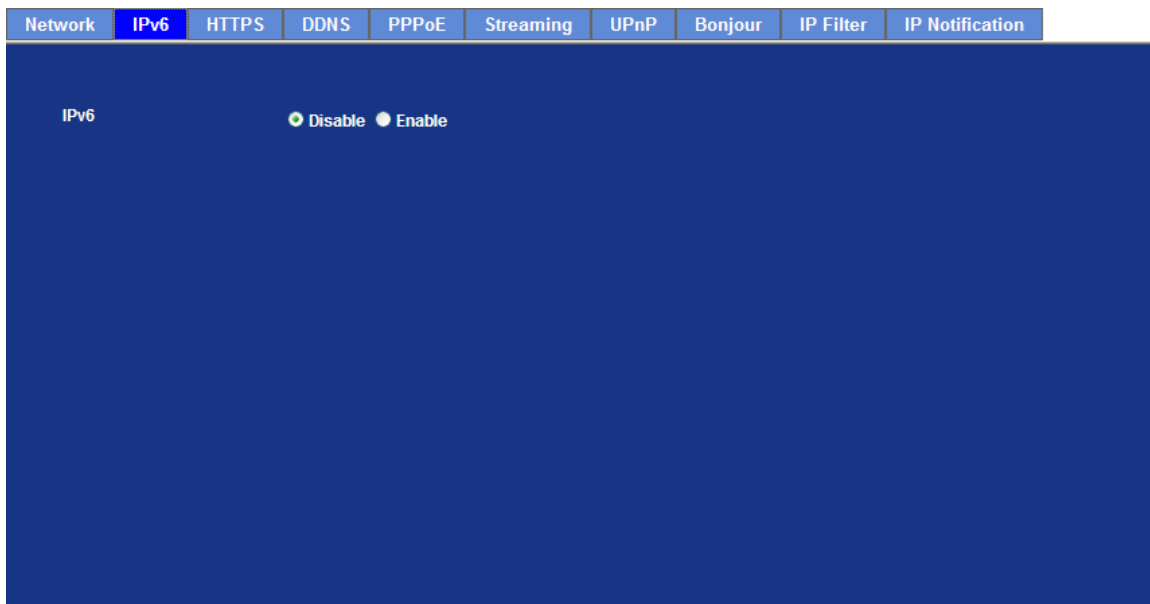 Network IPv6 HTTPS DDNS PPPoE Streaming UPnP Bonjour IP Filter IP Notification
IPv6 Disable Enable